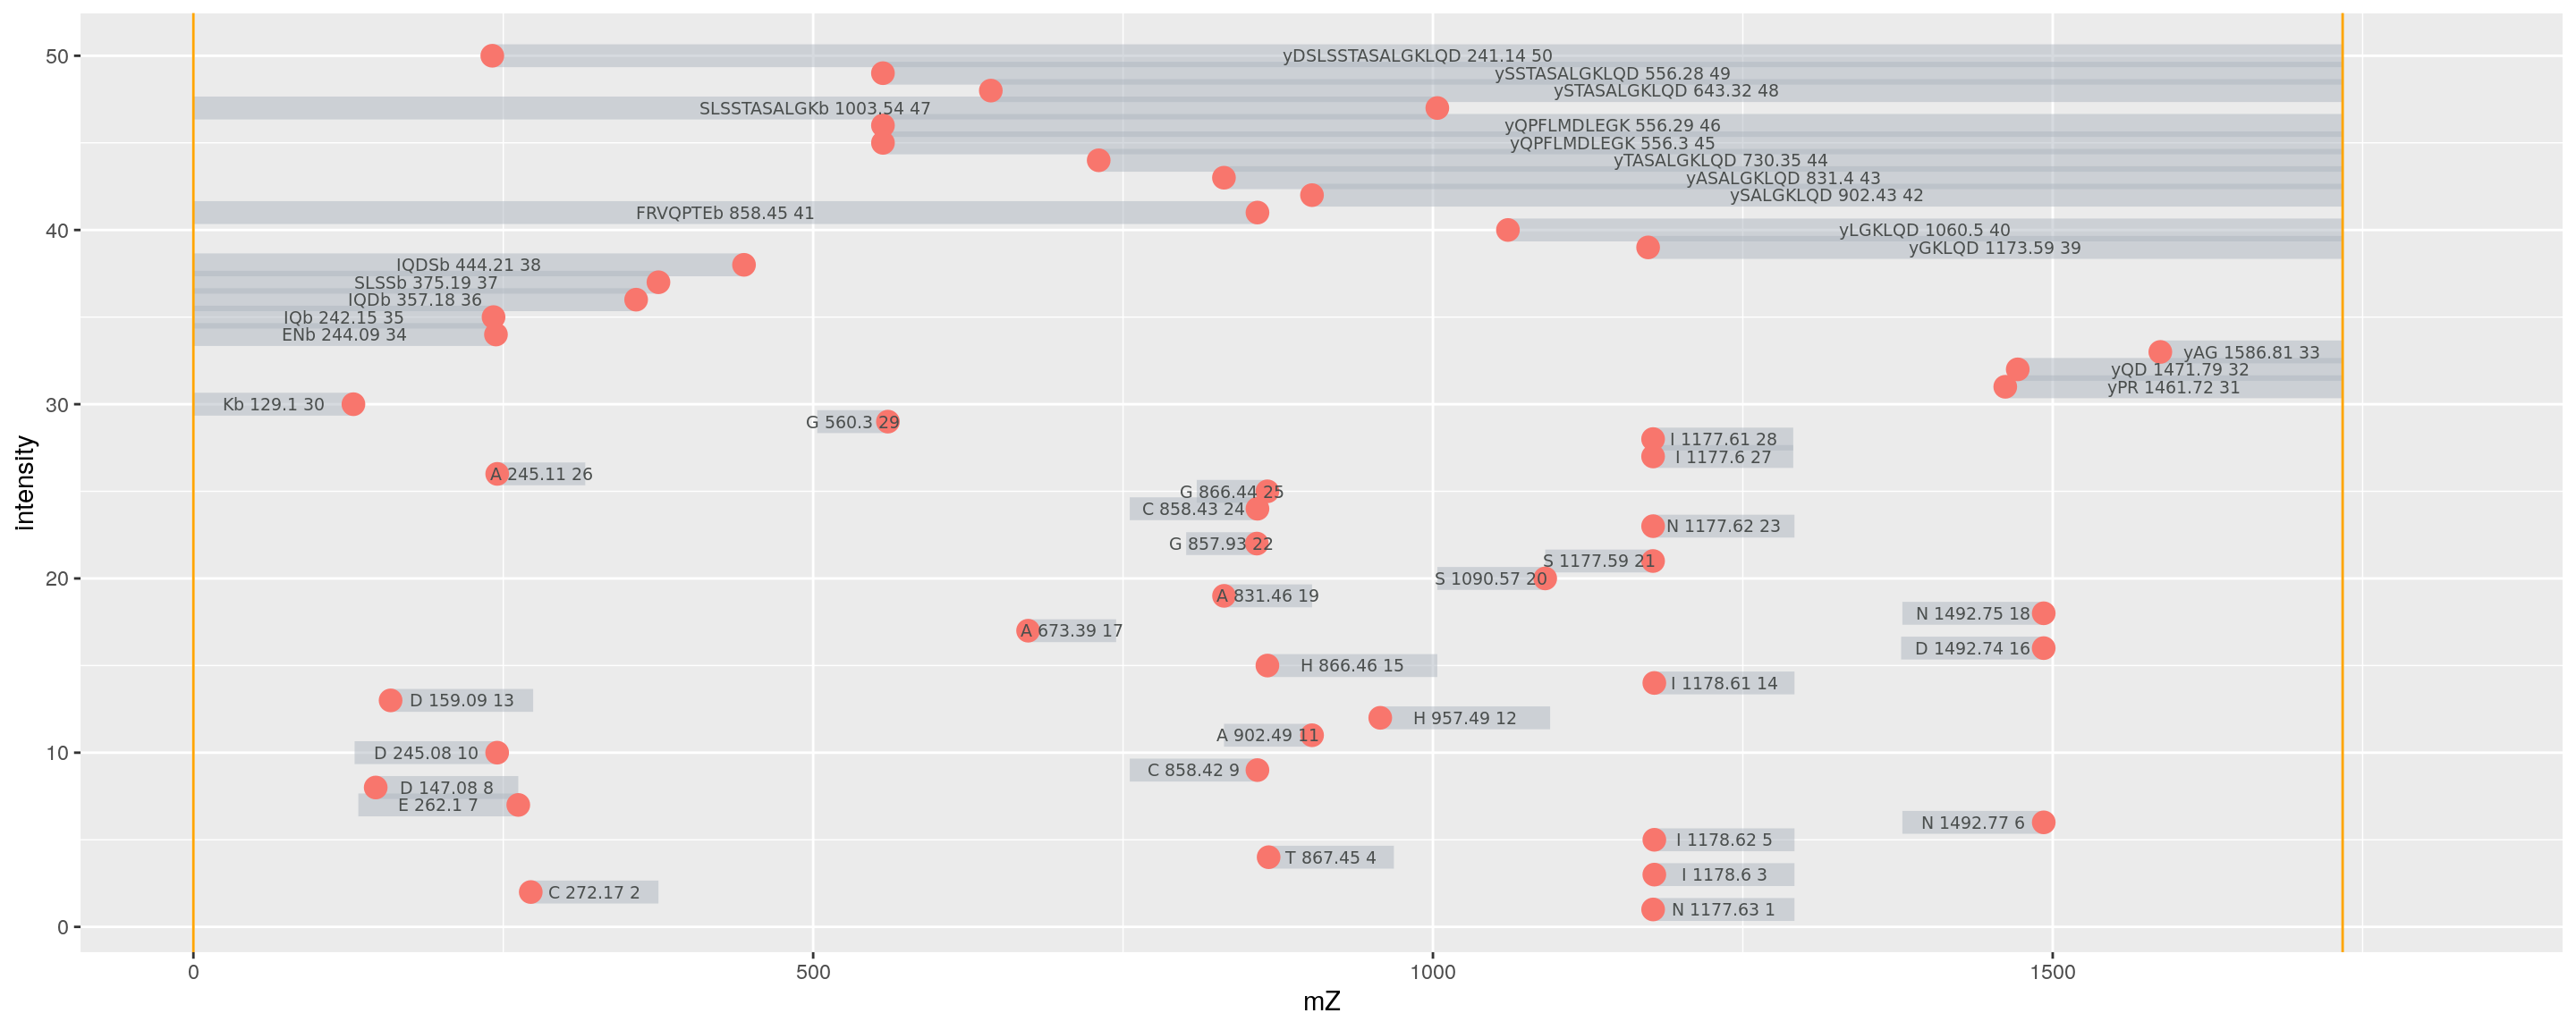 50
yDSLSSTASALGKLQD 241.14 50
ySSTASALGKLQD 556.28 49
ySTASALGKLQD 643.32 48
SLSSTASALGKb 1003.54 47
yQPFLMDLEGK 556.29 46
yQPFLMDLEGK 556.3 45
yTASALGKLQD 730.35 44
yASALGKLQD 831.4 43
ySALGKLQD 902.43 42
FRVQPTEb 858.45 41
40
yLGKLQD 1060.5 40
yGKLQD 1173.59 39
IQDSb 444.21 38
SLSSb 375.19 37
IQDb 357.18 36
IQb 242.15 35
ENb 244.09 34
yAG 1586.81 33
yQD 1471.79 32
yPR 1461.72 31
30
Kb 129.1 30
G 560.3 29
I 1177.61 28
I 1177.6 27
A 245.11 26
G 866.44 25
C 858.43 24
N 1177.62 23
G 857.93 22
S 1177.59 21
20
S 1090.57 20
A 831.46 19
N 1492.75 18
A 673.39 17
D 1492.74 16
H 866.46 15
I 1178.61 14
D 159.09 13
H 957.49 12
A 902.49 11
10
D 245.08 10
C 858.42 9
D 147.08 8
E 262.1 7
N 1492.77 6
I 1178.62 5
T 867.45 4
I 1178.6 3
C 272.17 2
N 1177.63 1
0
intensity
0 500 1000 1500
mZ